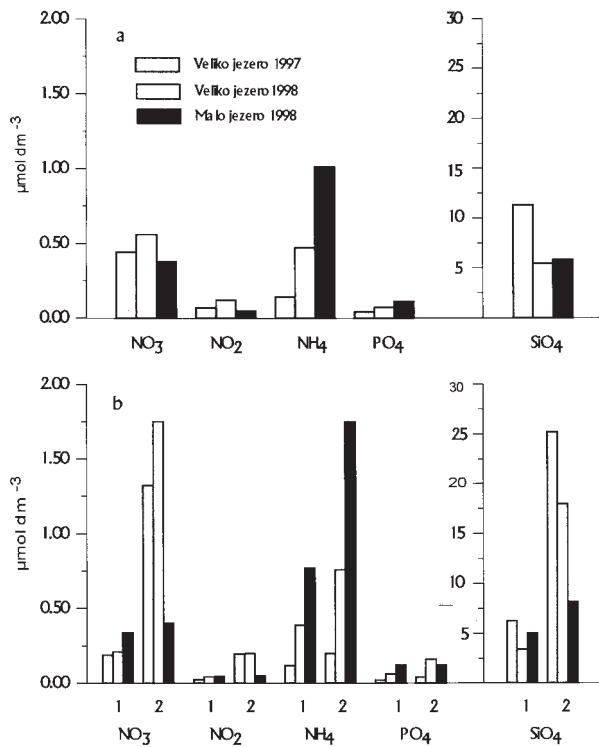 a
Veliko jezero 1997
Veliko jezero 1998
Malo jezero 1998
2.00
1.50
1.00
0.50
0.00
µmol dm⁻³
NO₃ NO₂ NH₄ PO₄
30
25
20
15
10
5
SiO₄
b
2.00
1.50
1.00
0.50
0.00
µmol dm⁻³
1 2 1 2 1 2 1 2
NO₃ NO₂ NH₄ PO₄
30
25
20
15
10
5
1 2
SiO₄